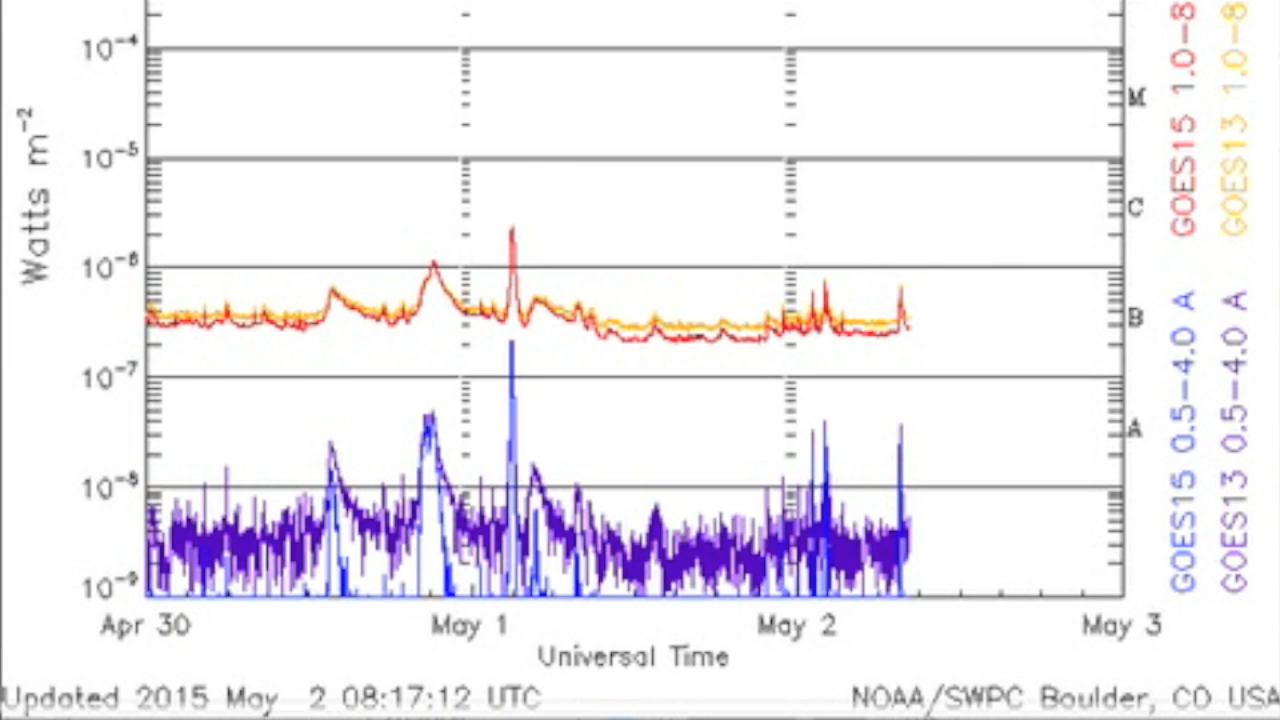 10⁻⁴
10⁻⁵
10⁻⁶
10⁻⁷
10⁻⁸
10⁻⁹
Watts m⁻²
M
C
B
A
Apr 30 May 1 May 2 May 3
Universal Time
GOES15 1.0-8
GOES13 1.0-8
GOES15 0.5-4.0 A
GOES13 0.5-4.0 A
Updated 2015 May 2 08:17:12 UTC
NOAA/SWPC Boulder, CO USA